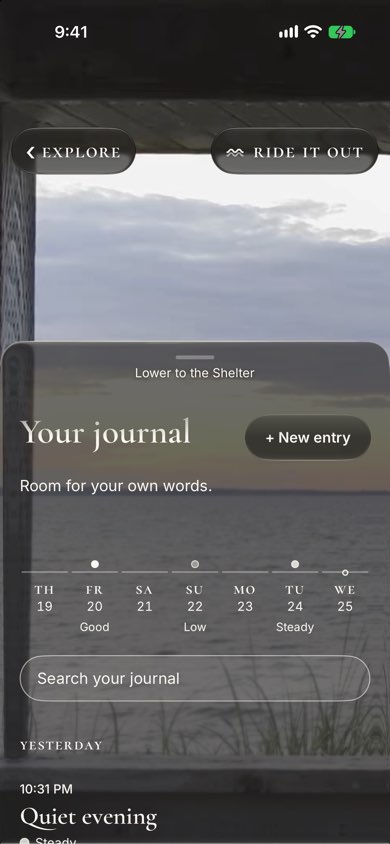 9:41
EXPLORE
RIDE IT OUT
Lower to the Shelter
Your journal
+ New entry
Room for your own words.
TH FR SA SU MO TU WE
19 20 21 22 23 24 25
Good Low Steady
Search your journal
YESTERDAY
10:31 PM
Quiet evening
Steady